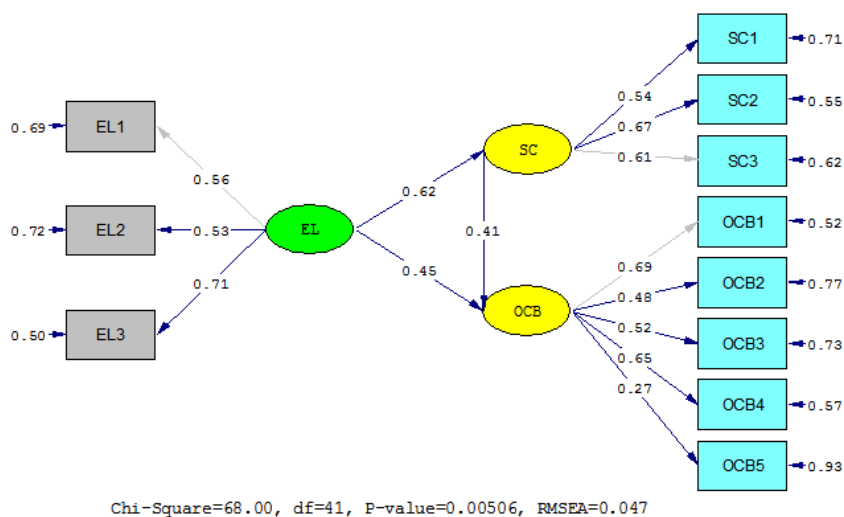 0.69
EL1
0.72
EL2
0.50
EL3
0.56
0.53
0.71
EL
0.62
0.45
0.41
SC
OCB
0.54
0.67
0.61
0.69
0.48
0.52
0.65
0.27
SC1
0.71
SC2
0.55
SC3
0.62
OCB1
0.52
OCB2
0.77
OCB3
0.73
OCB4
0.57
OCB5
0.93
Chi-Square=68.00, df=41, P-value=0.00506, RMSEA=0.047